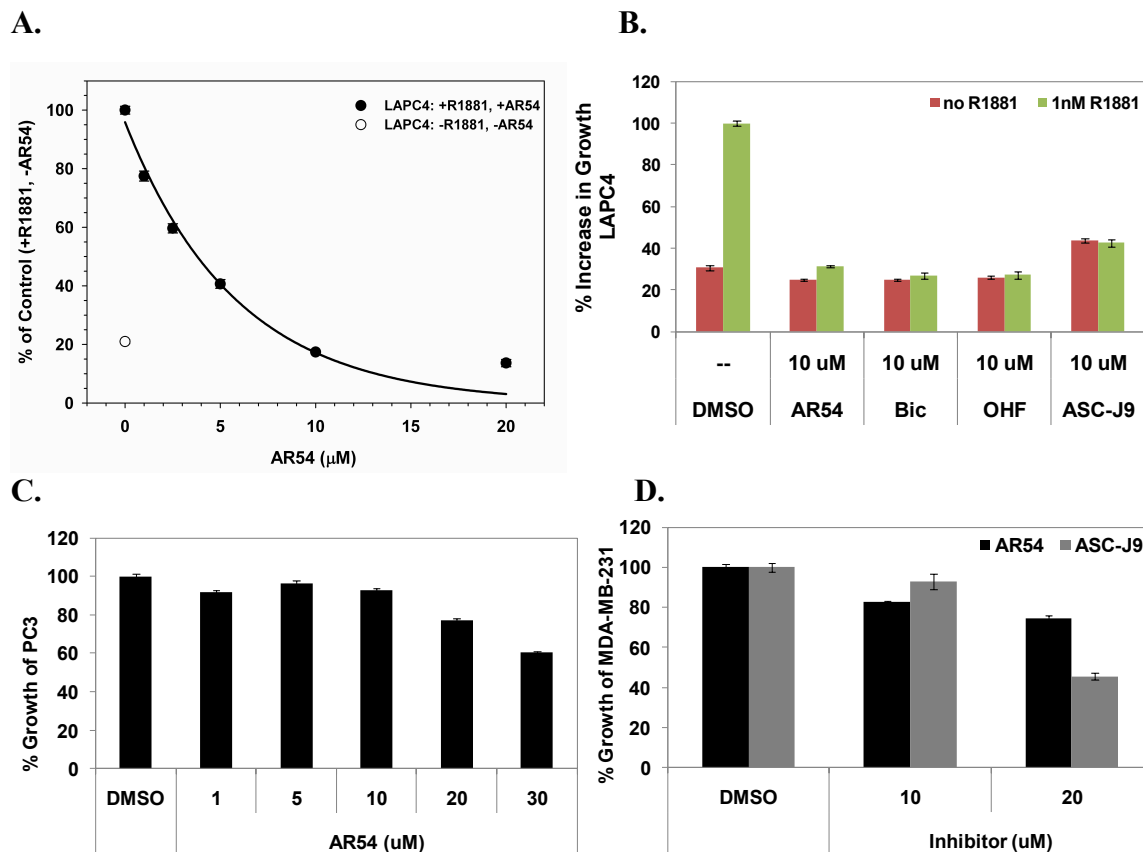 A.
% of Control (+R1881, -AR54)
100
80
60
40
20
0
LAPC4: +R1881, +AR54
LAPC4: -R1881, -AR54
0 5 10 15 20
AR54 (μM)
B.
% Increase in Growth
LAPC4
120
100
80
60
40
20
0
no R1881 1nM R1881
-- 10 uM 10 uM 10 uM 10 uM
DMSO AR54 Bic OHF ASC-J9
C.
% Growth of PC3
120
100
80
60
40
20
0
DMSO 1 5 10 20 30
AR54 (uM)
D.
% Growth of MDA-MB-231
120
100
80
60
40
20
0
AR54 ASC-J9
DMSO 10 20
Inhibitor (uM)